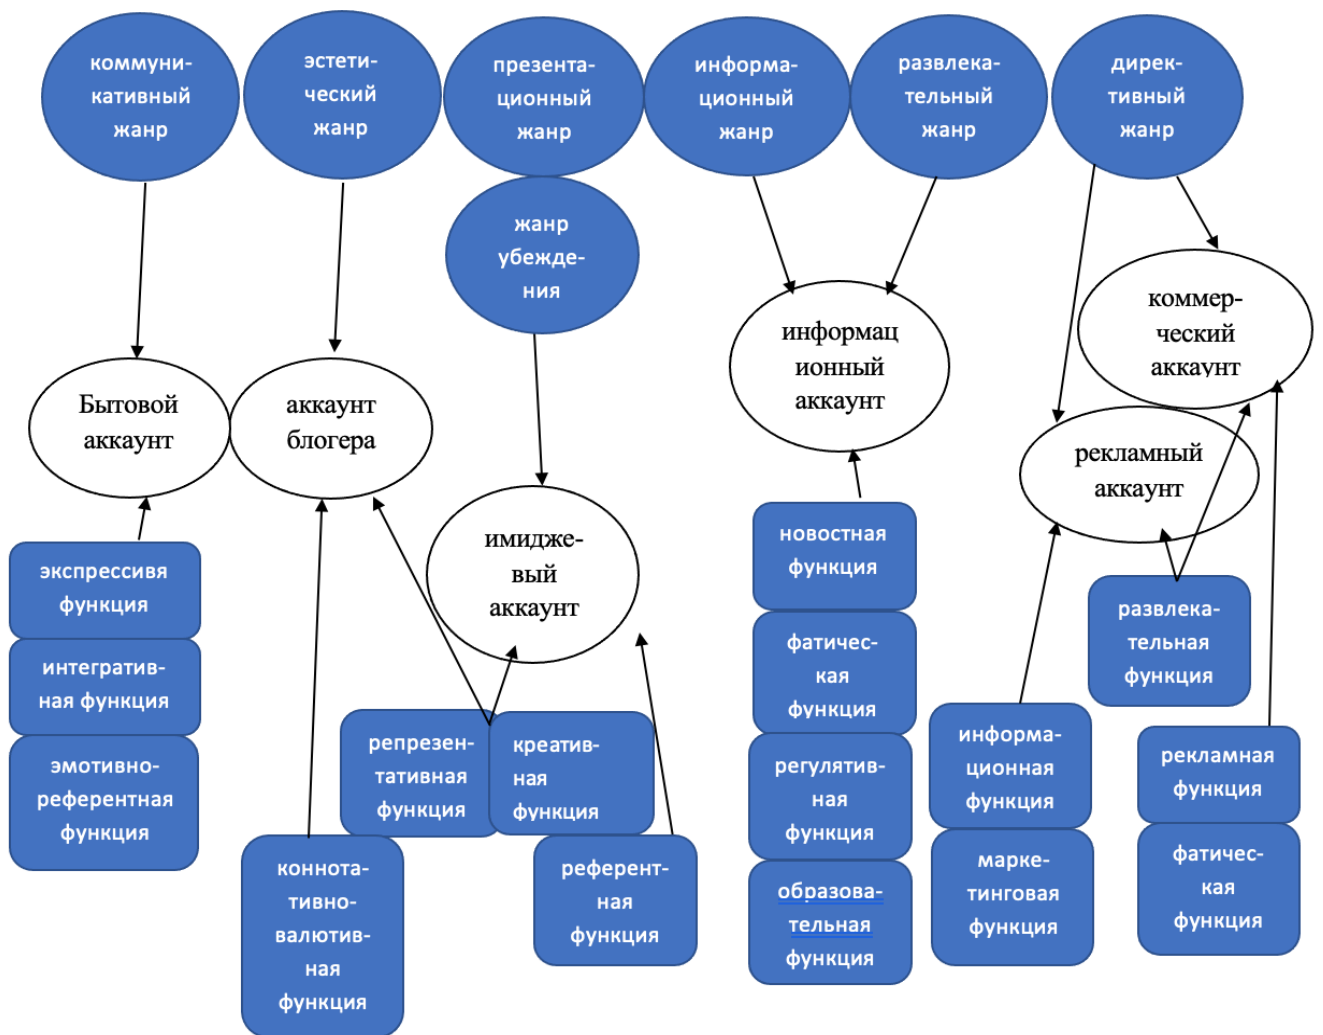 коммуни-
кативный
жанр
эстети-
ческий
жанр
презента-
ционный
жанр
информа-
ционный
жанр
развлека-
тельный
жанр
дирек-
тивный
жанр
жанр
убежде-
ния
Бытовой
аккаунт
аккаунт
блогера
имидже-
вый
аккаунт
информац
ионный
аккаунт
коммер-
ческий
аккаунт
рекламный
аккаунт
экспрессивя
функция
интегратив-
ная функция
эмотивно-
референтная
функция
коннота-
тивно-
валютив-
ная
функция
репрезен-
тативная
функция
креатив-
ная
функция
референт-
ная
функция
новостная
функция
фатичес-
кая
функция
регулятив-
ная
функция
образова-
тельная
функция
информа-
ционная
функция
марке-
тинговая
функция
развлека-
тельная
функция
рекламная
функция
фатичес-
кая
функция